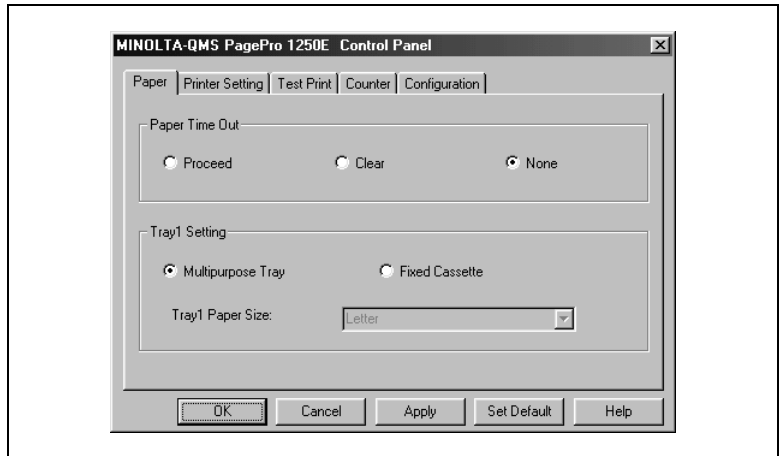 MINOLTA-QMS PagePro 1250E Control Panel
Paper Printer Setting Test Print Counter Configuration
Paper Time Out
Proceed Clear None
Tray1 Setting
Multipurpose Tray Fixed Cassette
Tray1 Paper Size: Letter
OK Cancel Apply Set Default Help